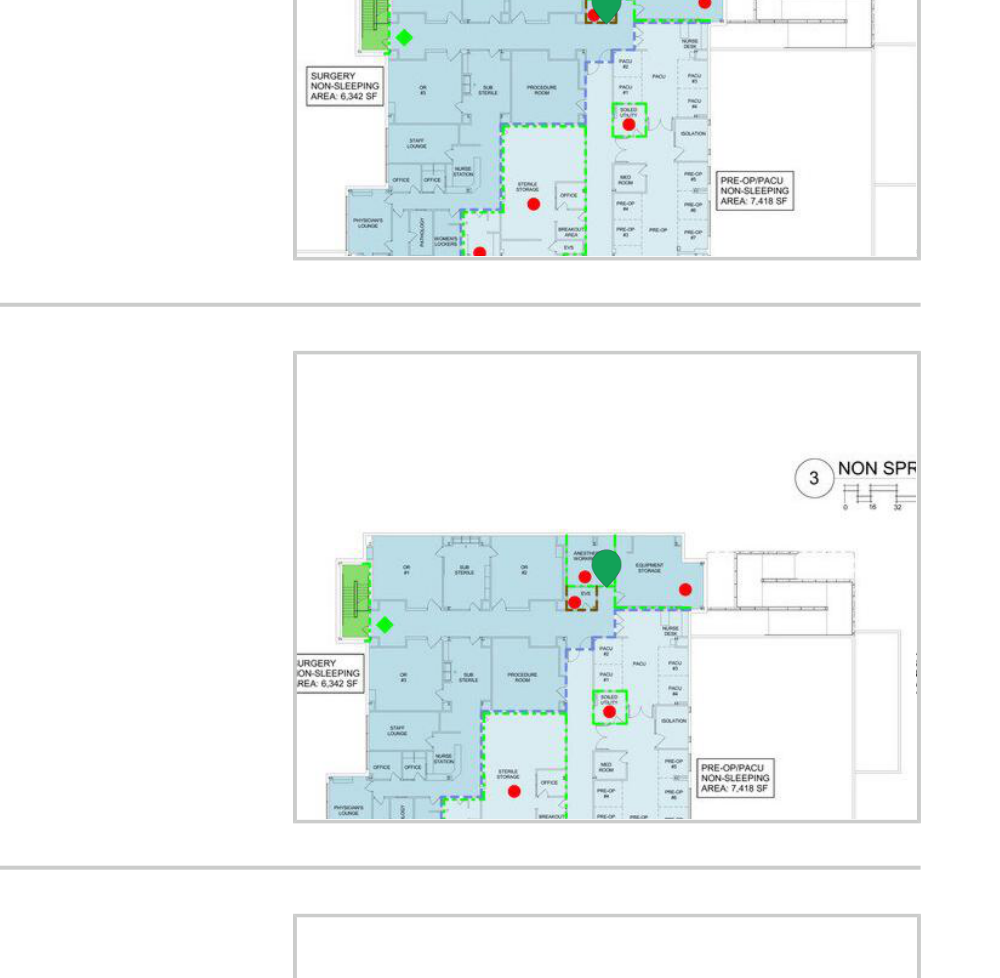 NURSE
DESK
PACU
#2
PACU
PACU
#3
SURGERY
NON-SLEEPING
AREA: 6,342 SF
OR
#3
SUB
STERILE
PROCEDURE
ROOM
PACU
#1
PACU
#4
SOILED
UTILITY
ISOLATION
STAFF
LOUNGE
NURSE
STATION
OFFICE
OFFICE
STERILE
STORAGE
OFFICE
MED
ROOM
PRE-OP
#5
PRE-OP/PACU
NON-SLEEPING
AREA: 7,418 SF
PRE-OP
#4
PRE-OP
#6
PHYSICIAN'S
LOUNGE
PATHOLOGY
WOMEN'S
LOCKERS
BREAKOUT
AREA
EVS
PRE-OP
#3
PRE-OP
PRE-OP
#7
3
NON SPR
0 16 32
OR
#1
SUB
STERILE
OR
#2
EQUIPMENT
STORAGE
EVS
NURSE
DESK
PACU
#2
PACU
PACU
#3
URGERY
ON-SLEEPING
REA: 6,342 SF
OR
#3
SUB
STERILE
PROCEDURE
ROOM
PACU
#1
PACU
#4
SOILED
UTILITY
ISOLATION
STAFF
LOUNGE
NURSE
STATION
OFFICE
OFFICE
STERILE
STORAGE
OFFICE
MED
ROOM
PRE-OP
#5
PRE-OP/PACU
NON-SLEEPING
AREA: 7,418 SF
PRE-OP
#4
PRE-OP
#6
PHYSICIAN'S
LOUNGE
BREAKOUT
PRE-OP
PRE-OP